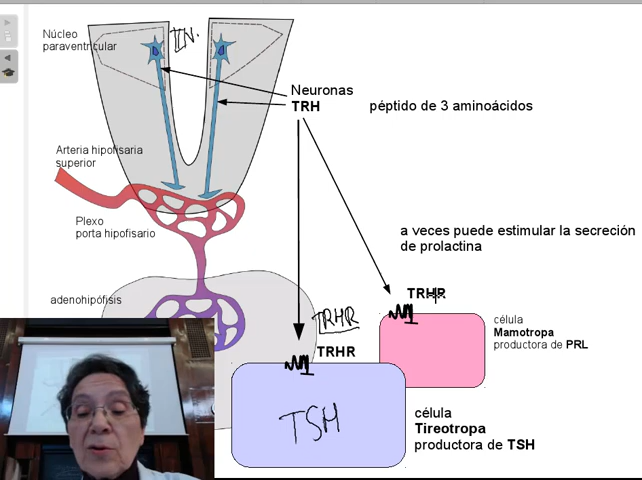 Núcleo
paraventricular
Neuronas
TRH
péptido de 3 aminoácidos
Arteria hipofisaria
superior
Plexo
porta hipofisario
a veces puede estimular la secreción
de prolactina
adenohipófisis
TRHR
célula
Mamotropa
productora de PRL
TRHR
TRHR
TSH
célula
Tireotropa
productora de TSH